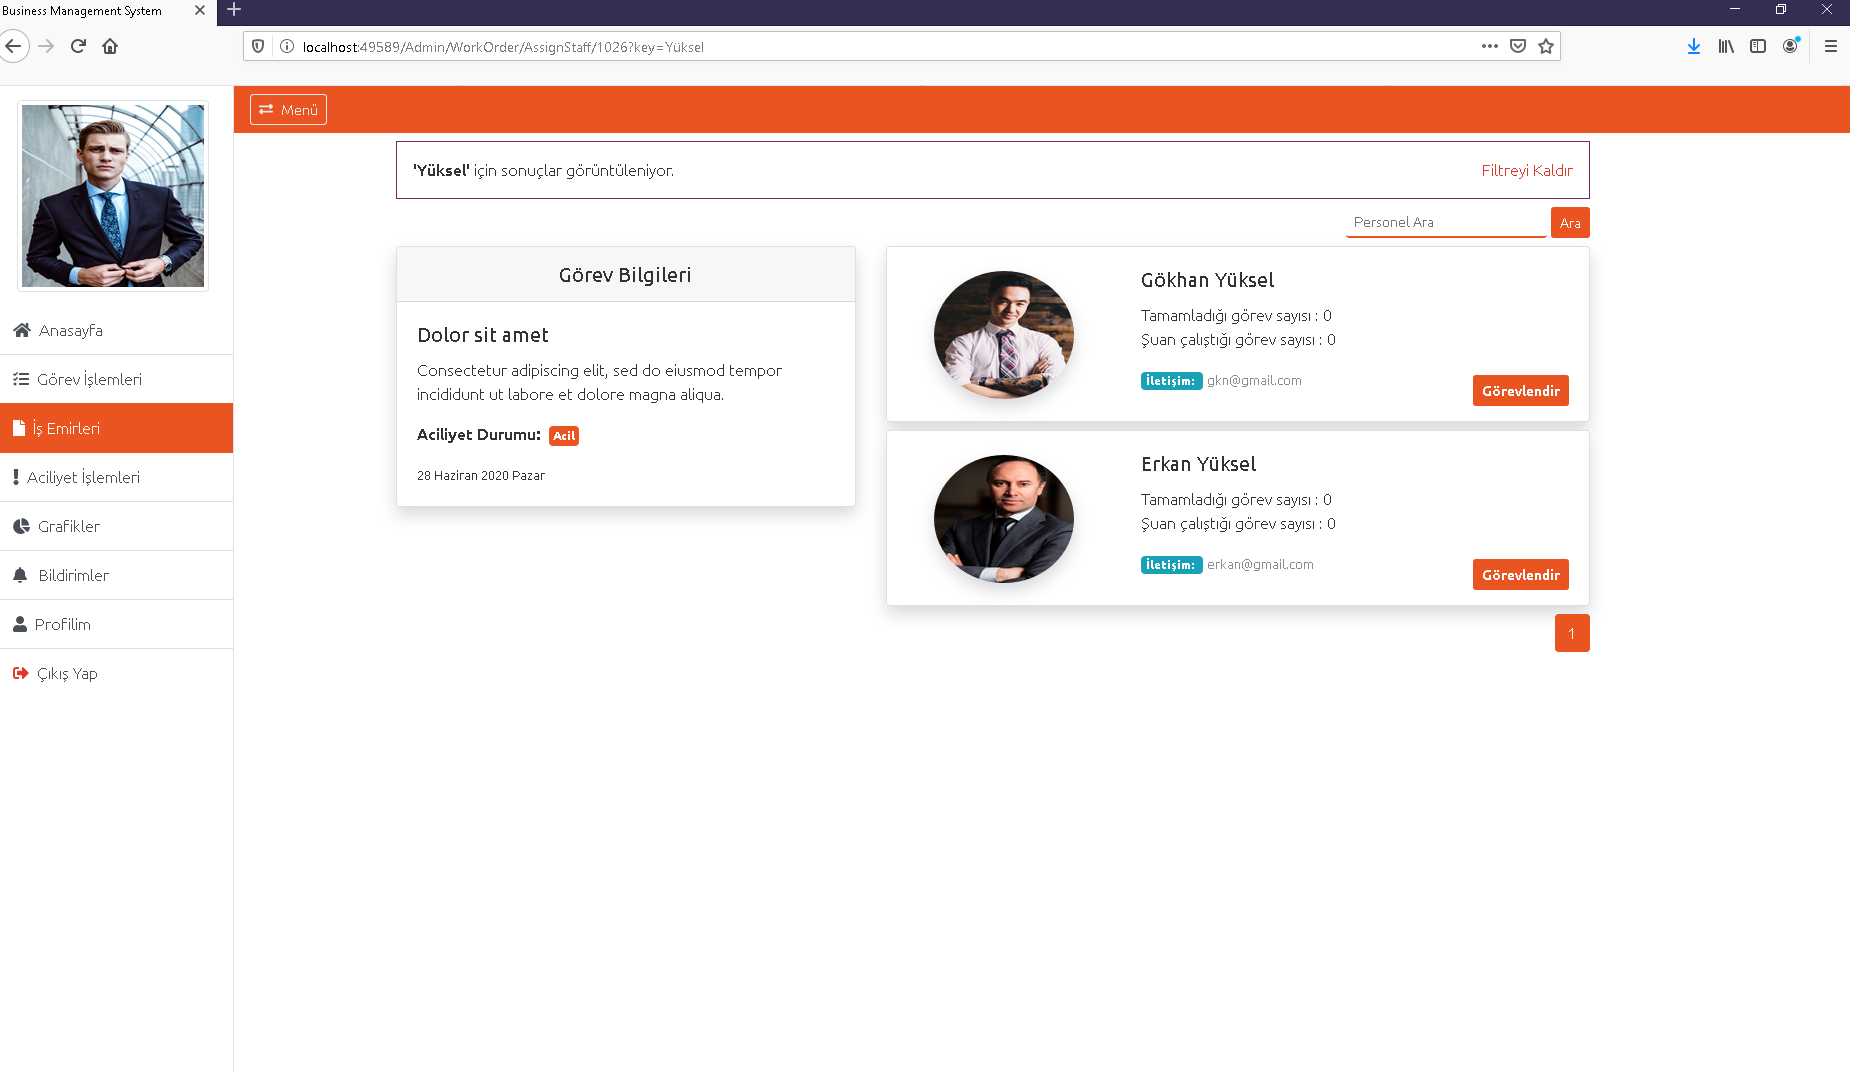 Business Management System
localhost:49589/Admin/WorkOrder/AssignStaff/1026?key=Yüksel
Menü
Anasayfa
Görev İşlemleri
İş Emirleri
Aciliyet İşlemleri
Grafikler
Bildirimler
Profilim
Çıkış Yap
'Yüksel' için sonuçlar görüntüleniyor.
Filtreyi Kaldır
Personel Ara
Ara
Görev Bilgileri
Dolor sit amet
Consectetur adipiscing elit, sed do eiusmod tempor
incididunt ut labore et dolore magna aliqua.
Aciliyet Durumu: Acil
28 Haziran 2020 Pazar
Gökhan Yüksel
Tamamladığı görev sayısı : 0
Şuan çalıştığı görev sayısı : 0
İletişim: gkn@gmail.com
Görevlendir
Erkan Yüksel
Tamamladığı görev sayısı : 0
Şuan çalıştığı görev sayısı : 0
İletişim: erkan@gmail.com
Görevlendir
1